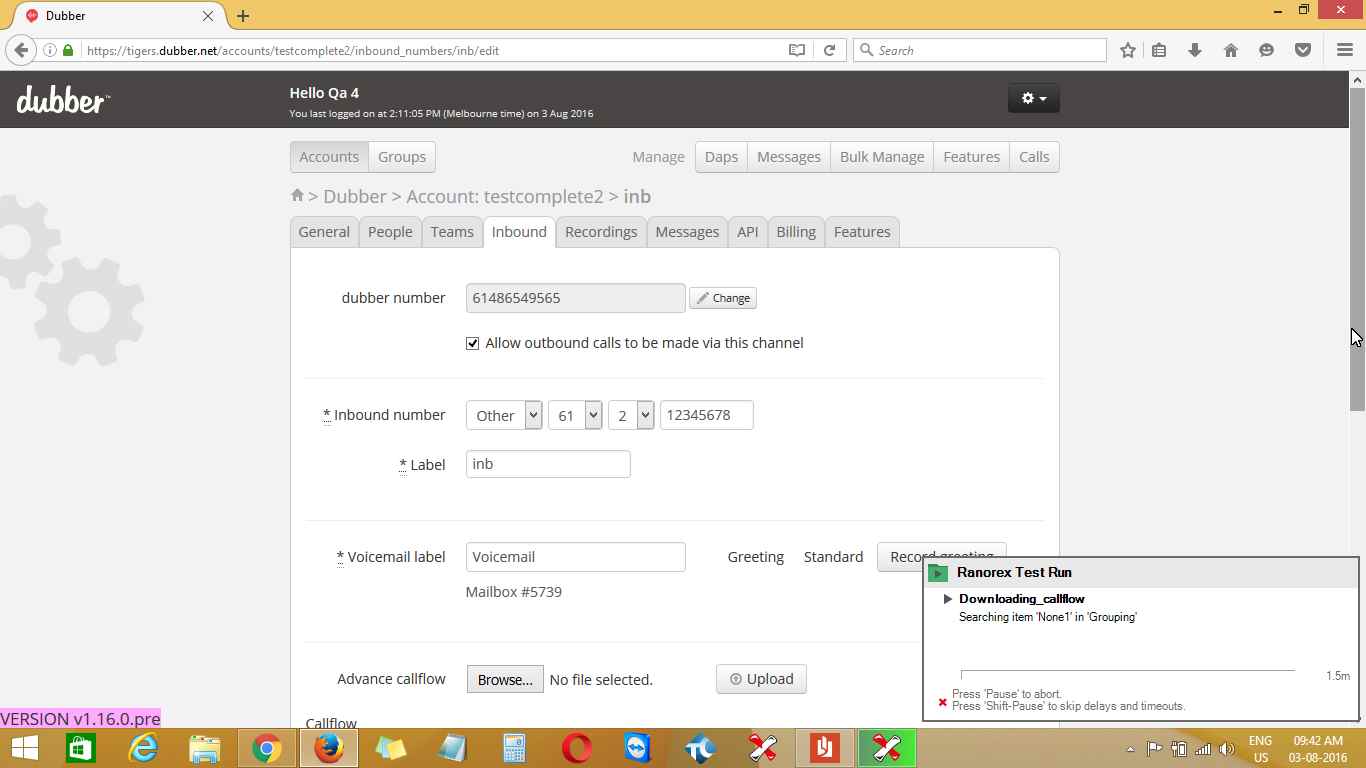 Dubber
https://tigers.dubber.net/accounts/testcomplete2/inbound_numbers/inb/edit
Search
dubber™
Hello Qa 4
You last logged on at 2:11:05 PM (Melbourne time) on 3 Aug 2016
Accounts Groups Manage Daps Messages Bulk Manage Features Calls
> Dubber > Account: testcomplete2 > inb
General People Teams Inbound Recordings Messages API Billing Features
dubber number 61486549565 Change
Allow outbound calls to be made via this channel
* Inbound number Other 61 2 12345678
* Label inb
* Voicemail label Voicemail Greeting Standard Record greeting
Mailbox #5739
Advance callflow Browse... No file selected. Upload
Callflow
Ranorex Test Run
Downloading_callflow
Searching item 'None1' in 'Grouping'
1.5m
Press 'Pause' to abort.
Press 'Shift-Pause' to skip delays and timeouts.
VERSION v1.16.0.pre
ENG
US
09:42 AM
03-08-2016